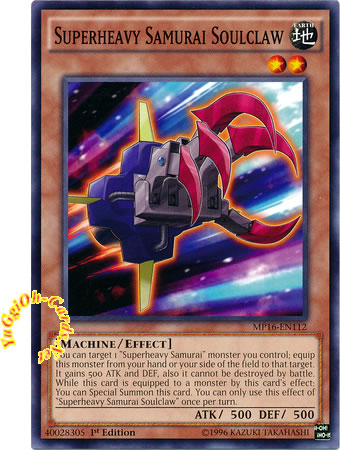 Superheavy Samurai Soulclaw
EARTH
地
MP16-EN112
[Machine/Effect]
You can target 1 "Superheavy Samurai" monster you control; equip
this monster from your hand or your side of the field to that target.
It gains 500 ATK and DEF, also it cannot be destroyed by battle.
While this card is equipped to a monster by this card's effect:
You can Special Summon this card. You can only use this effect of
"Superheavy Samurai Soulclaw" once per turn.
ATK/ 500 DEF/ 500
40028305 1st Edition ©1996 KAZUKI TAKAHASHI